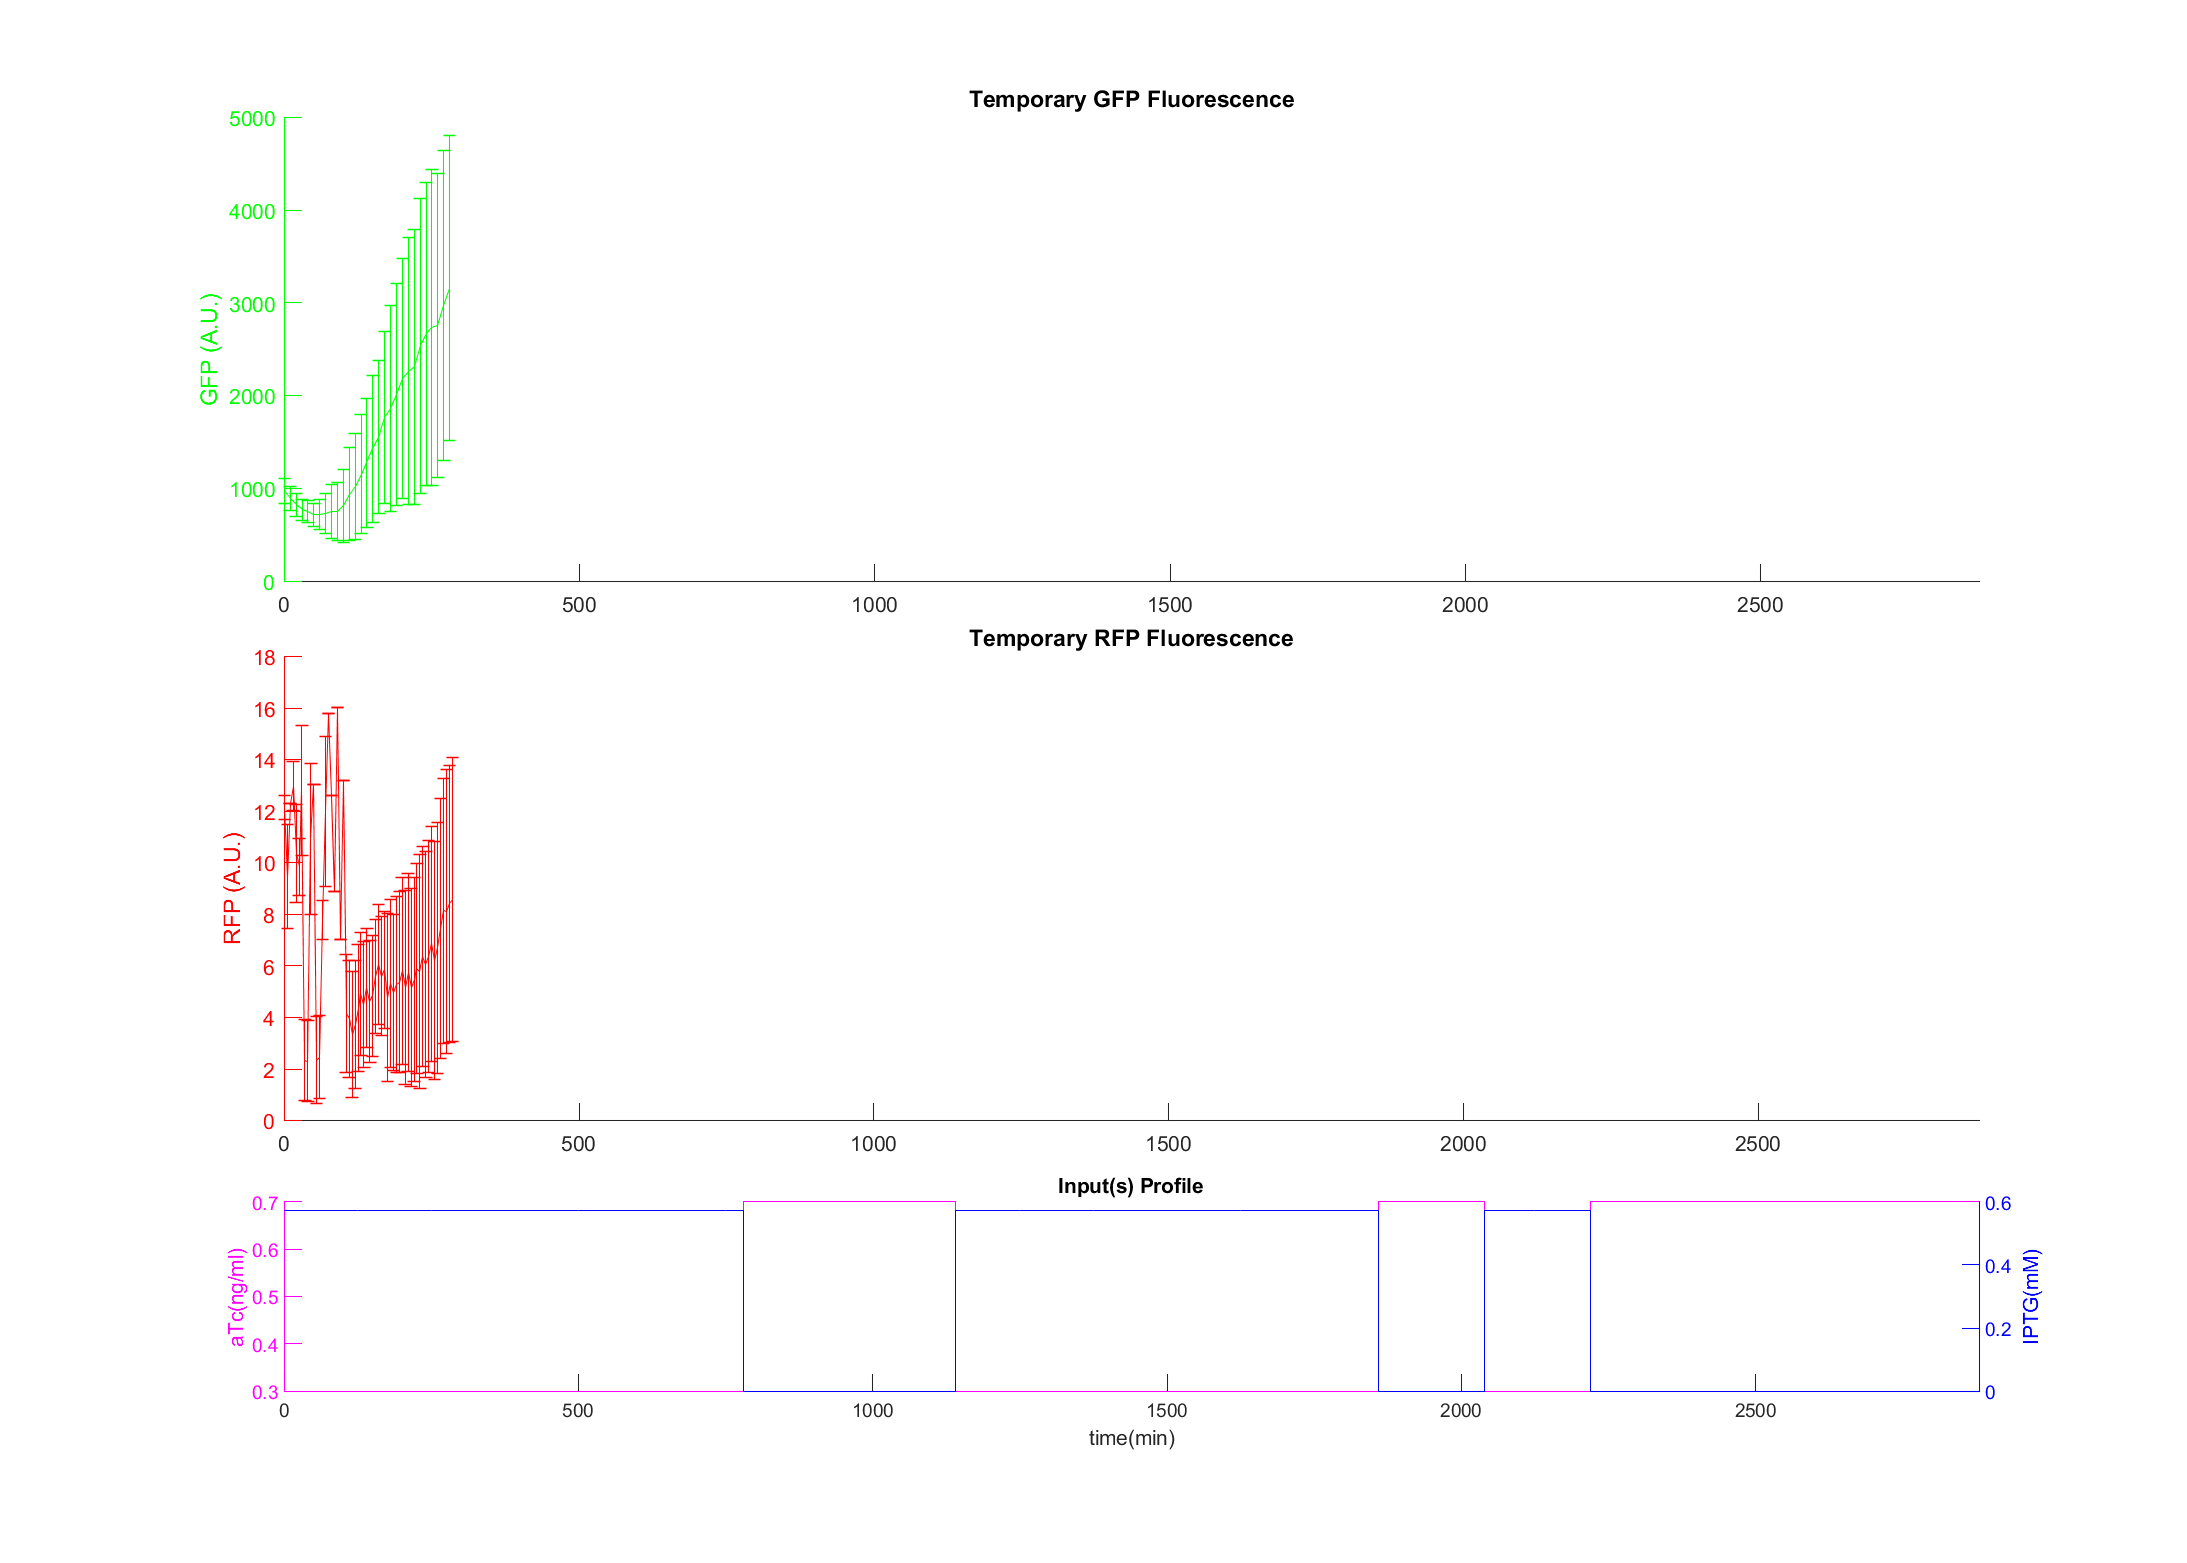 Temporary GFP Fluorescence
5000
4000
3000
2000
1000
0
GFP (A.U.)
0 500 1000 1500 2000 2500
Temporary RFP Fluorescence
18
16
14
12
10
8
6
4
2
0
RFP (A.U.)
0 500 1000 1500 2000 2500
Input(s) Profile
0.7
0.6
0.5
0.4
0.3
aTc(ng/ml)
0.6
0.4
0.2
0
IPTG(mM)
0 500 1000 1500 2000 2500
time(min)